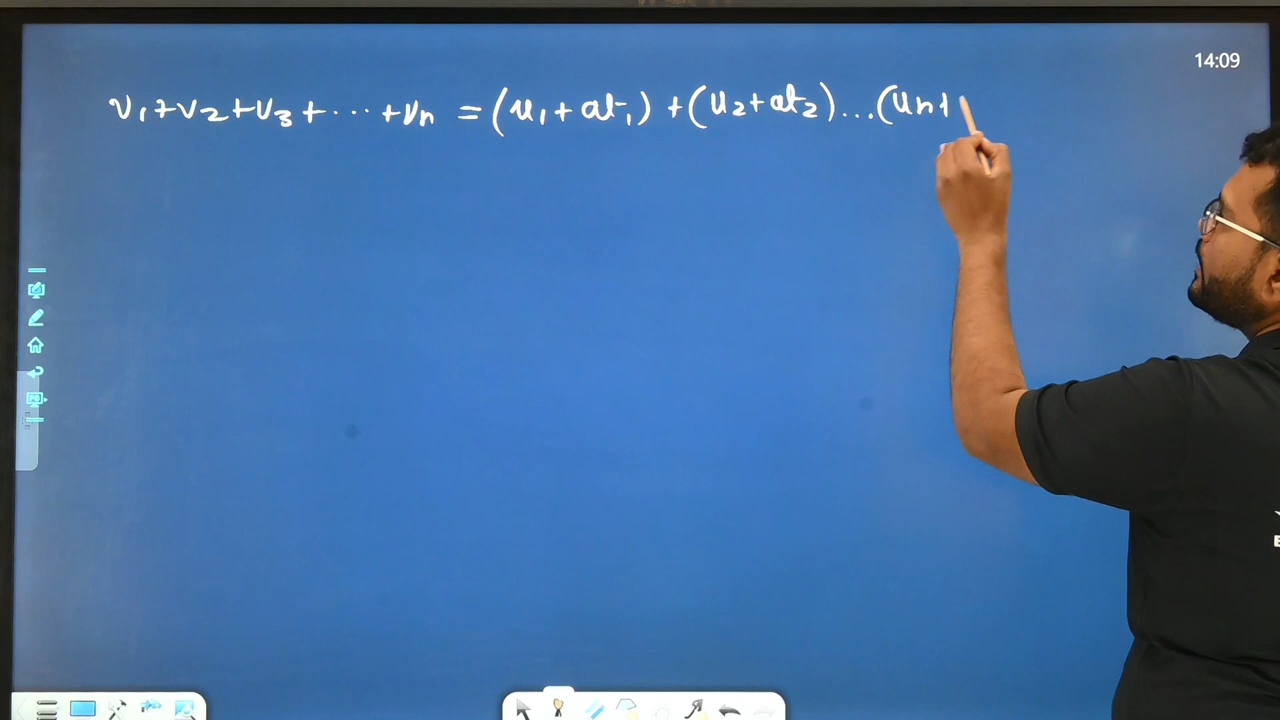 14:09
v₁+v₂+v₃+...+vn = (u₁+at₁) + (u₂+at₂)...(un+